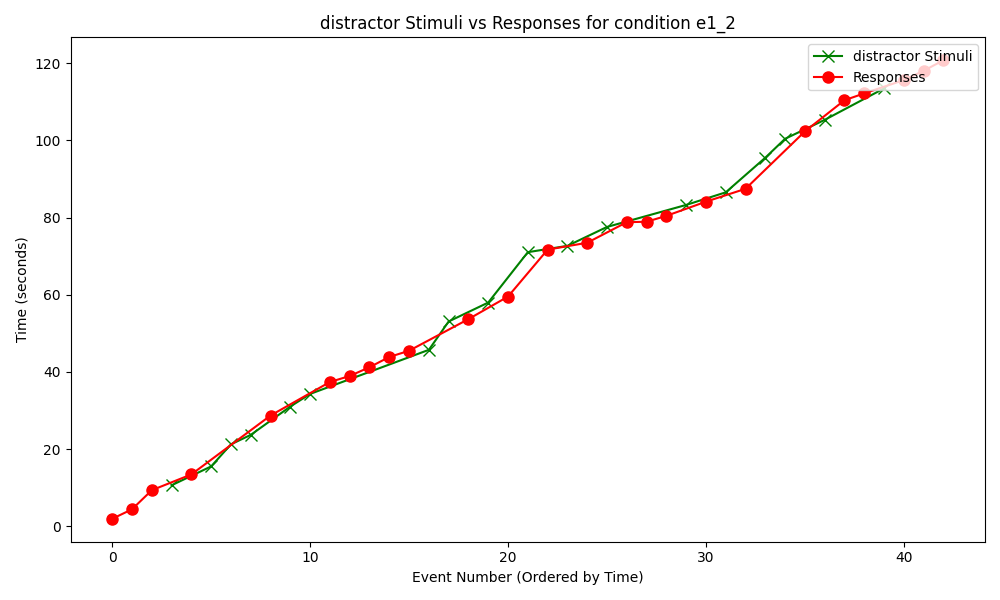 distractor Stimuli vs Responses for condition e1_2
distractor Stimuli
Responses
120
100
80
60
40
20
0
Time (seconds)
0 10 20 30 40
Event Number (Ordered by Time)